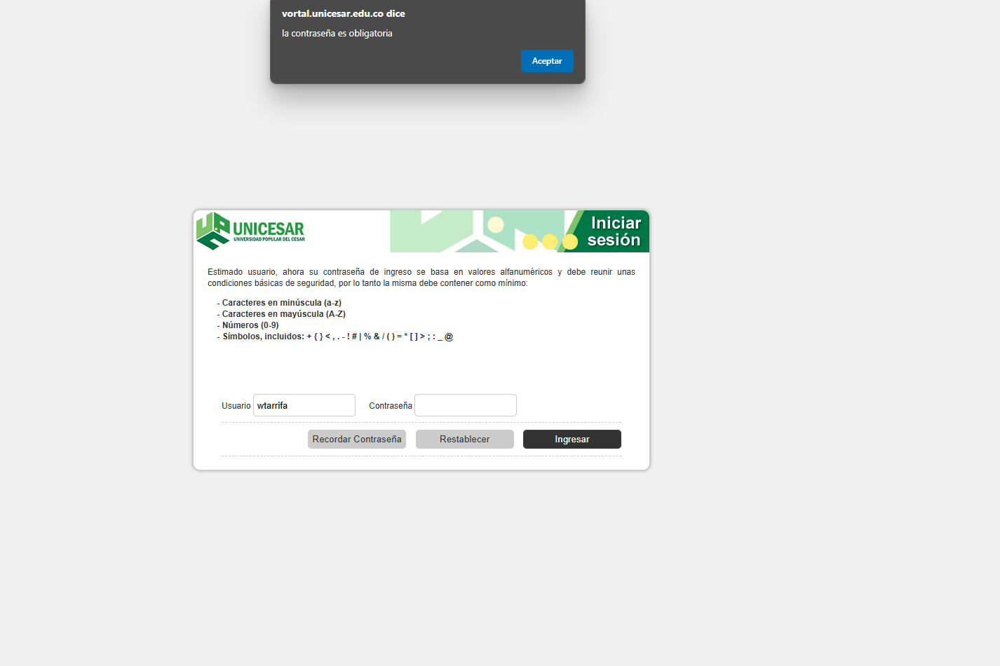 vortal.unicesar.edu.co dice
la contraseña es obligatoria
Aceptar
UNICESAR
UNIVERSIDAD POPULAR DEL CESAR
Iniciar
sesión
Estimado usuario, ahora su contraseña de ingreso se basa en valores alfanuméricos y debe reunir unas
condiciones básicas de seguridad, por lo tanto la misma debe contener como mínimo:
- Caracteres en minúscula (a-z)
- Caracteres en mayúscula (A-Z)
- Números (0-9)
- Símbolos, incluidos: + { } < , . - ! # | % & / ( ) = * [ ] > ; : _ @
Usuario wtarrifa Contraseña
Recordar Contraseña Restablecer Ingresar